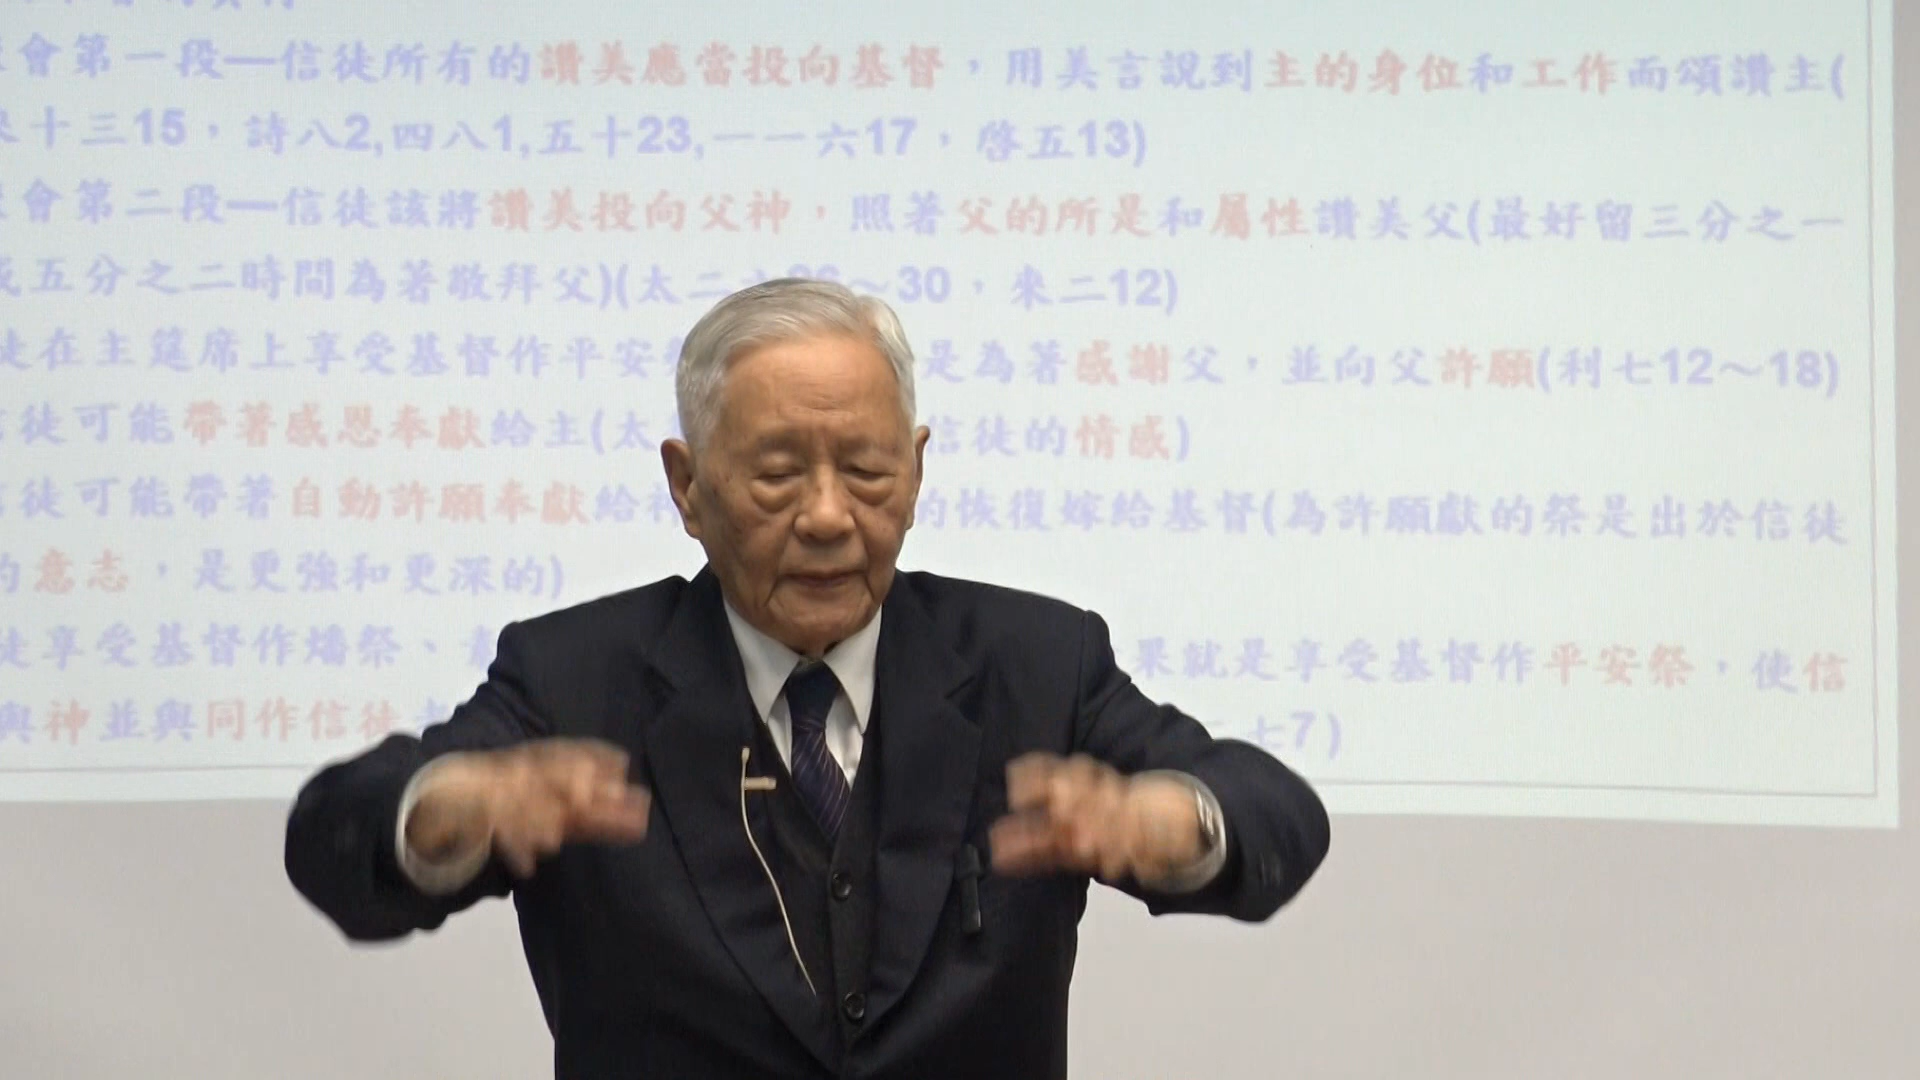 會第一段—信徒所有的讚美應當投向基督，用美言說到主的身位和工作而頌讚主(
來十三15，詩八2,四八1,五十23,一一六17，啓五13)
會第二段—信徒該將讚美投向父神，照著父的所是和屬性讚美父(最好留三分之一
或五分之二時間為著敬拜父)(太二六26～30，來二12)
徒在主筵席上享受基督作平安 是為著感謝父，並向父許願(利七12～18)
信徒可能帶著感恩奉獻給主(太 信徒的情感)
信徒可能帶著自動許願奉獻給神 的恢復嫁給基督(為許願獻的祭是出於信徒
的意志，是更強和更深的)
徒享受基督作燔祭、 果就是享受基督作平安祭，使信
與神並與同作信徒 七7)